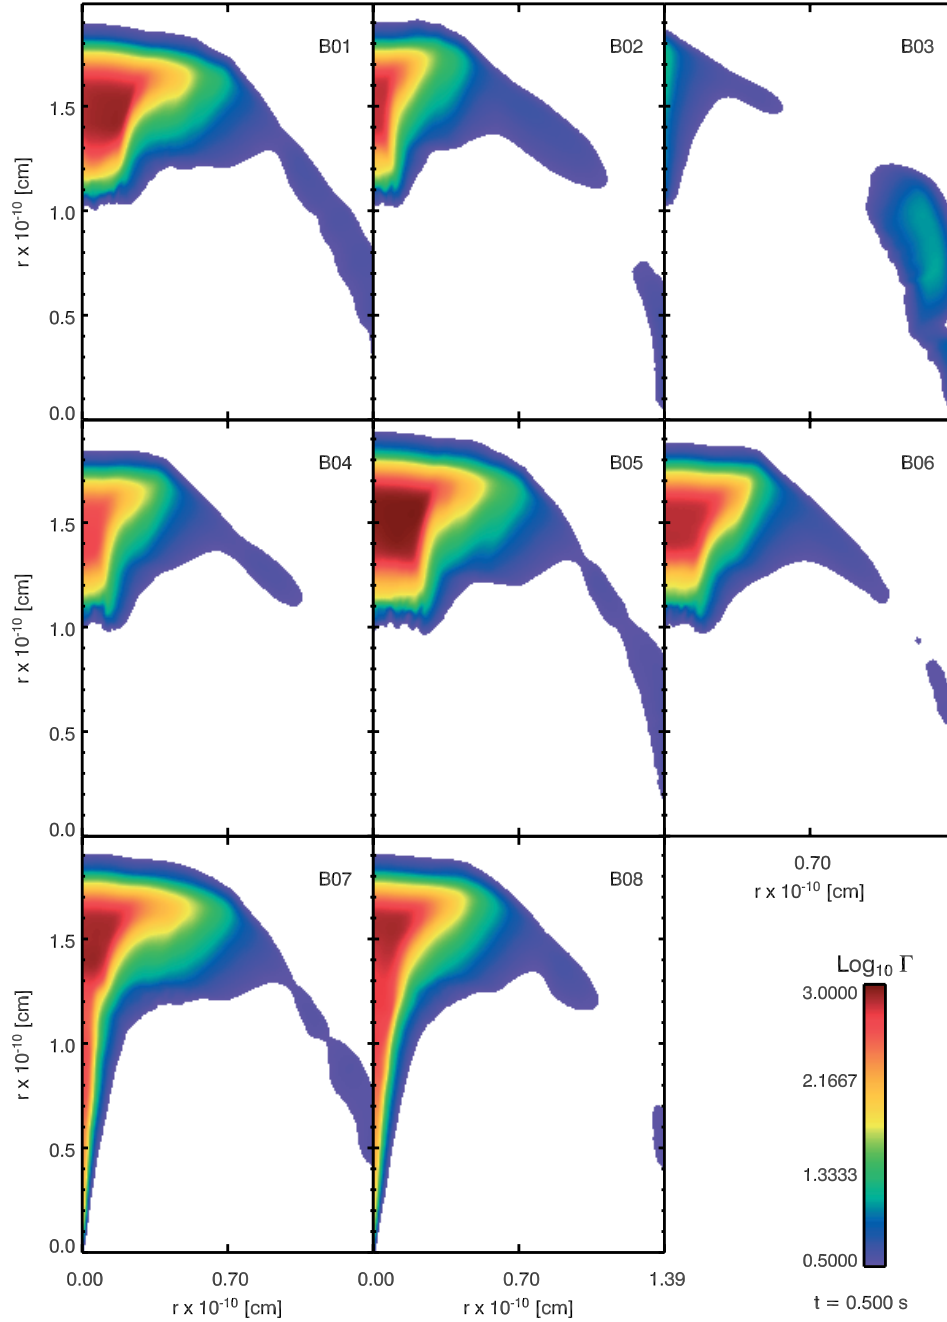 B01
B02
B03
r x 10⁻¹⁰ [cm]
1.5
1.0
0.5
0.0
B04
B05
B06
r x 10⁻¹⁰ [cm]
1.5
1.0
0.5
0.0
B07
B08
r x 10⁻¹⁰ [cm]
1.5
1.0
0.5
0.0
0.00
0.70
0.00
0.70
1.39
r x 10⁻¹⁰ [cm]
r x 10⁻¹⁰ [cm]
0.70
r x 10⁻¹⁰ [cm]
Log₁₀ Γ
3.0000
2.1667
1.3333
0.5000
t = 0.500 s